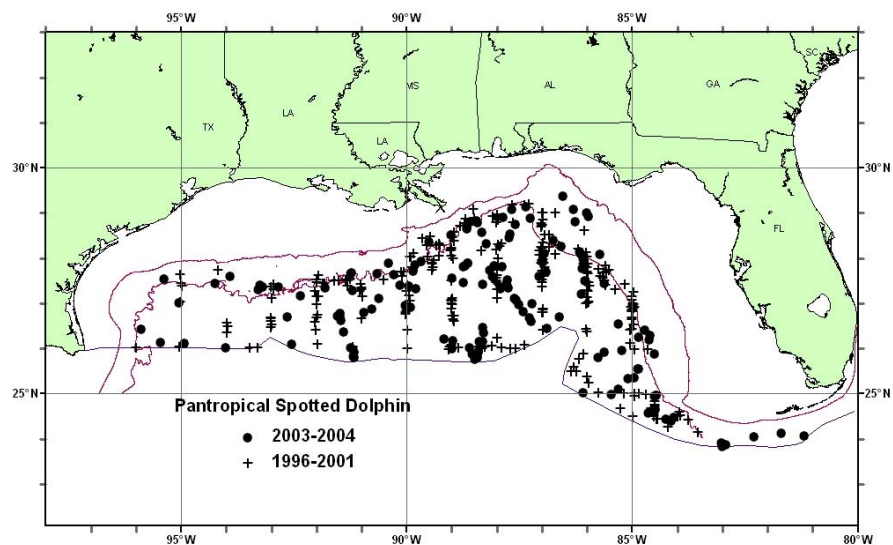 95°W 90°W 85°W
SC
MS AL GA
TX LA
LA
30°N 30°N
FL
25°N 25°N
Pantropical Spotted Dolphin
2003-2004
1996-2001
95°W 90°W 85°W 80°W